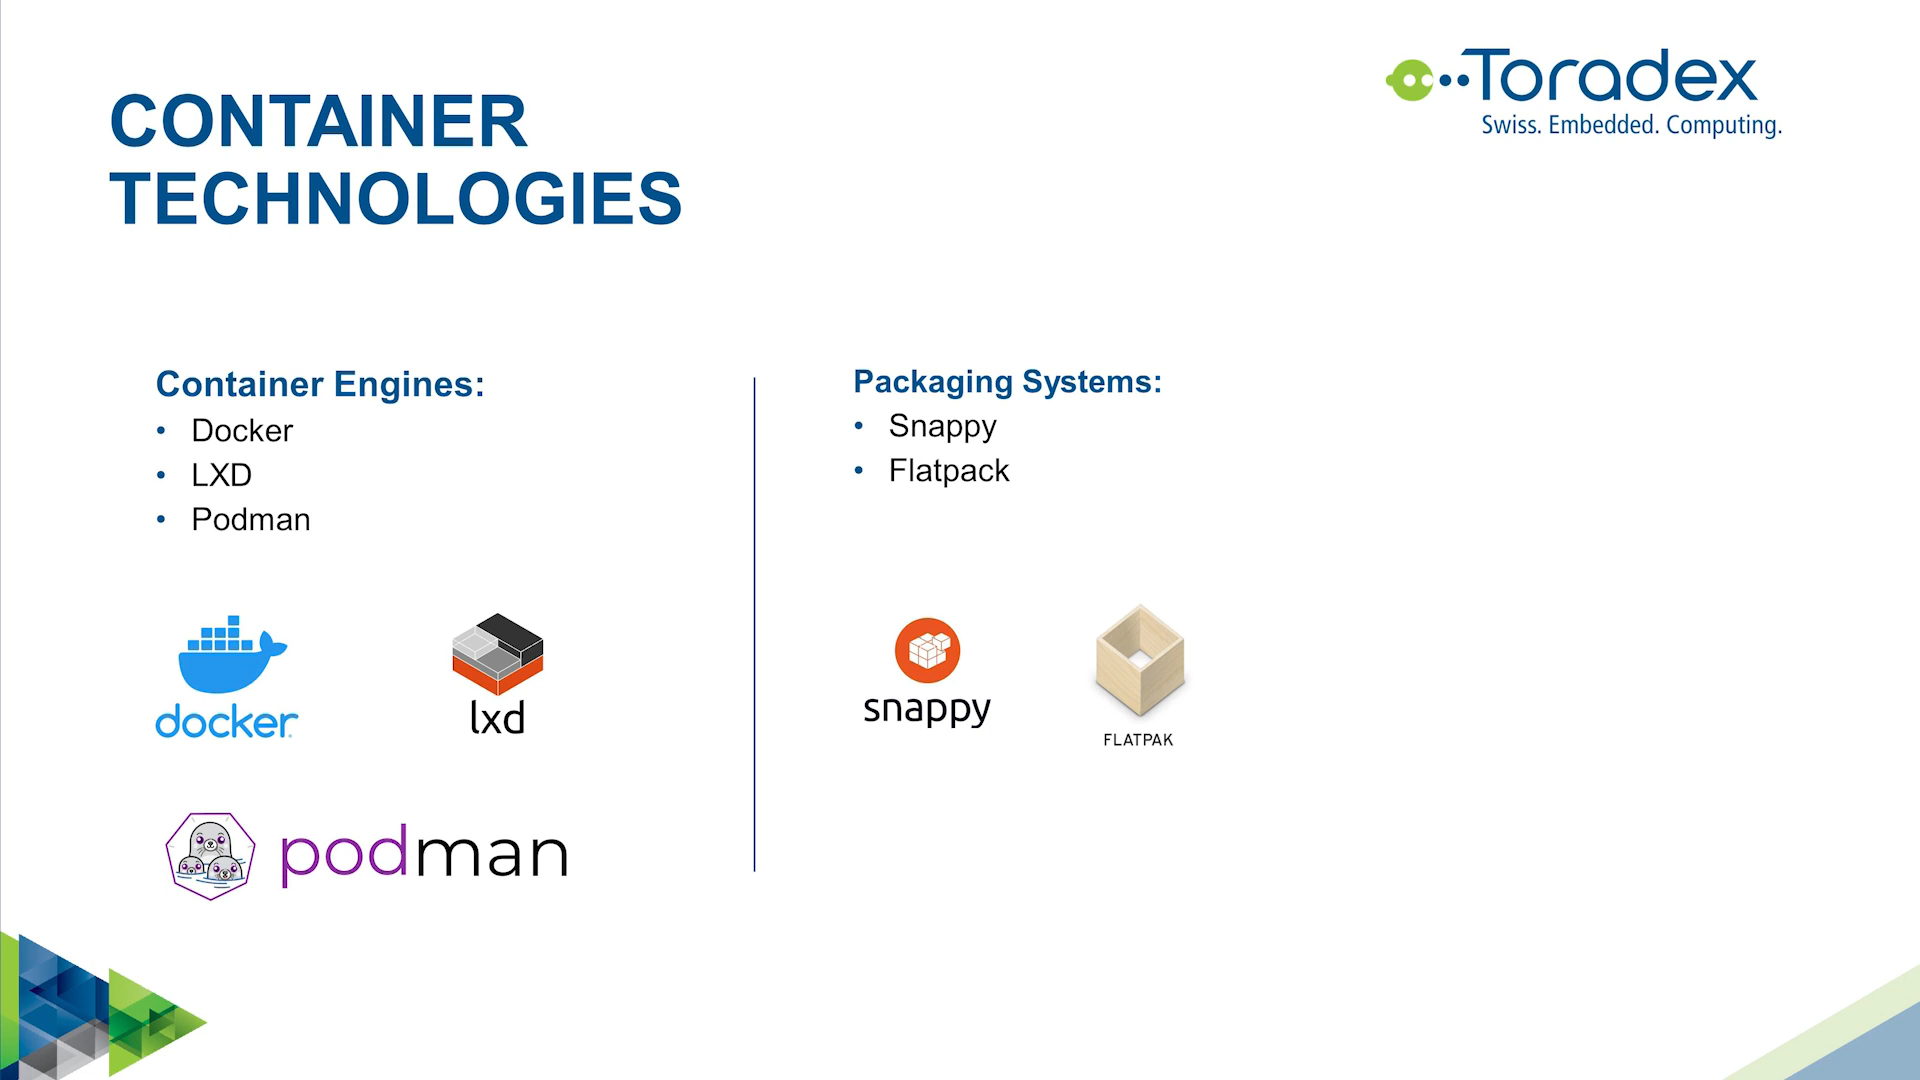 Toradex
Swiss. Embedded. Computing.
CONTAINER
TECHNOLOGIES
Container Engines:
• Docker
• LXD
• Podman
docker
lxd
podman
Packaging Systems:
• Snappy
• Flatpack
snappy
FLATPAK